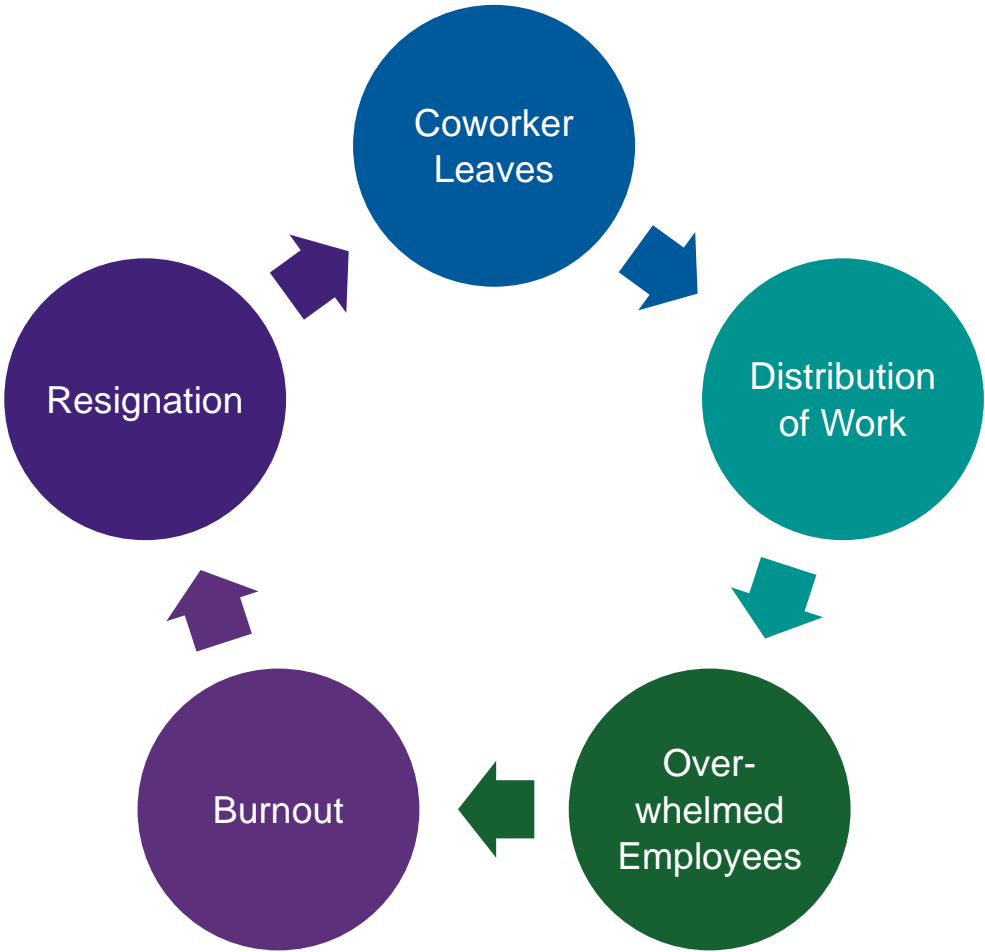 Coworker
Leaves
Distribution
of Work
Over-
whelmed
Employees
Burnout
Resignation